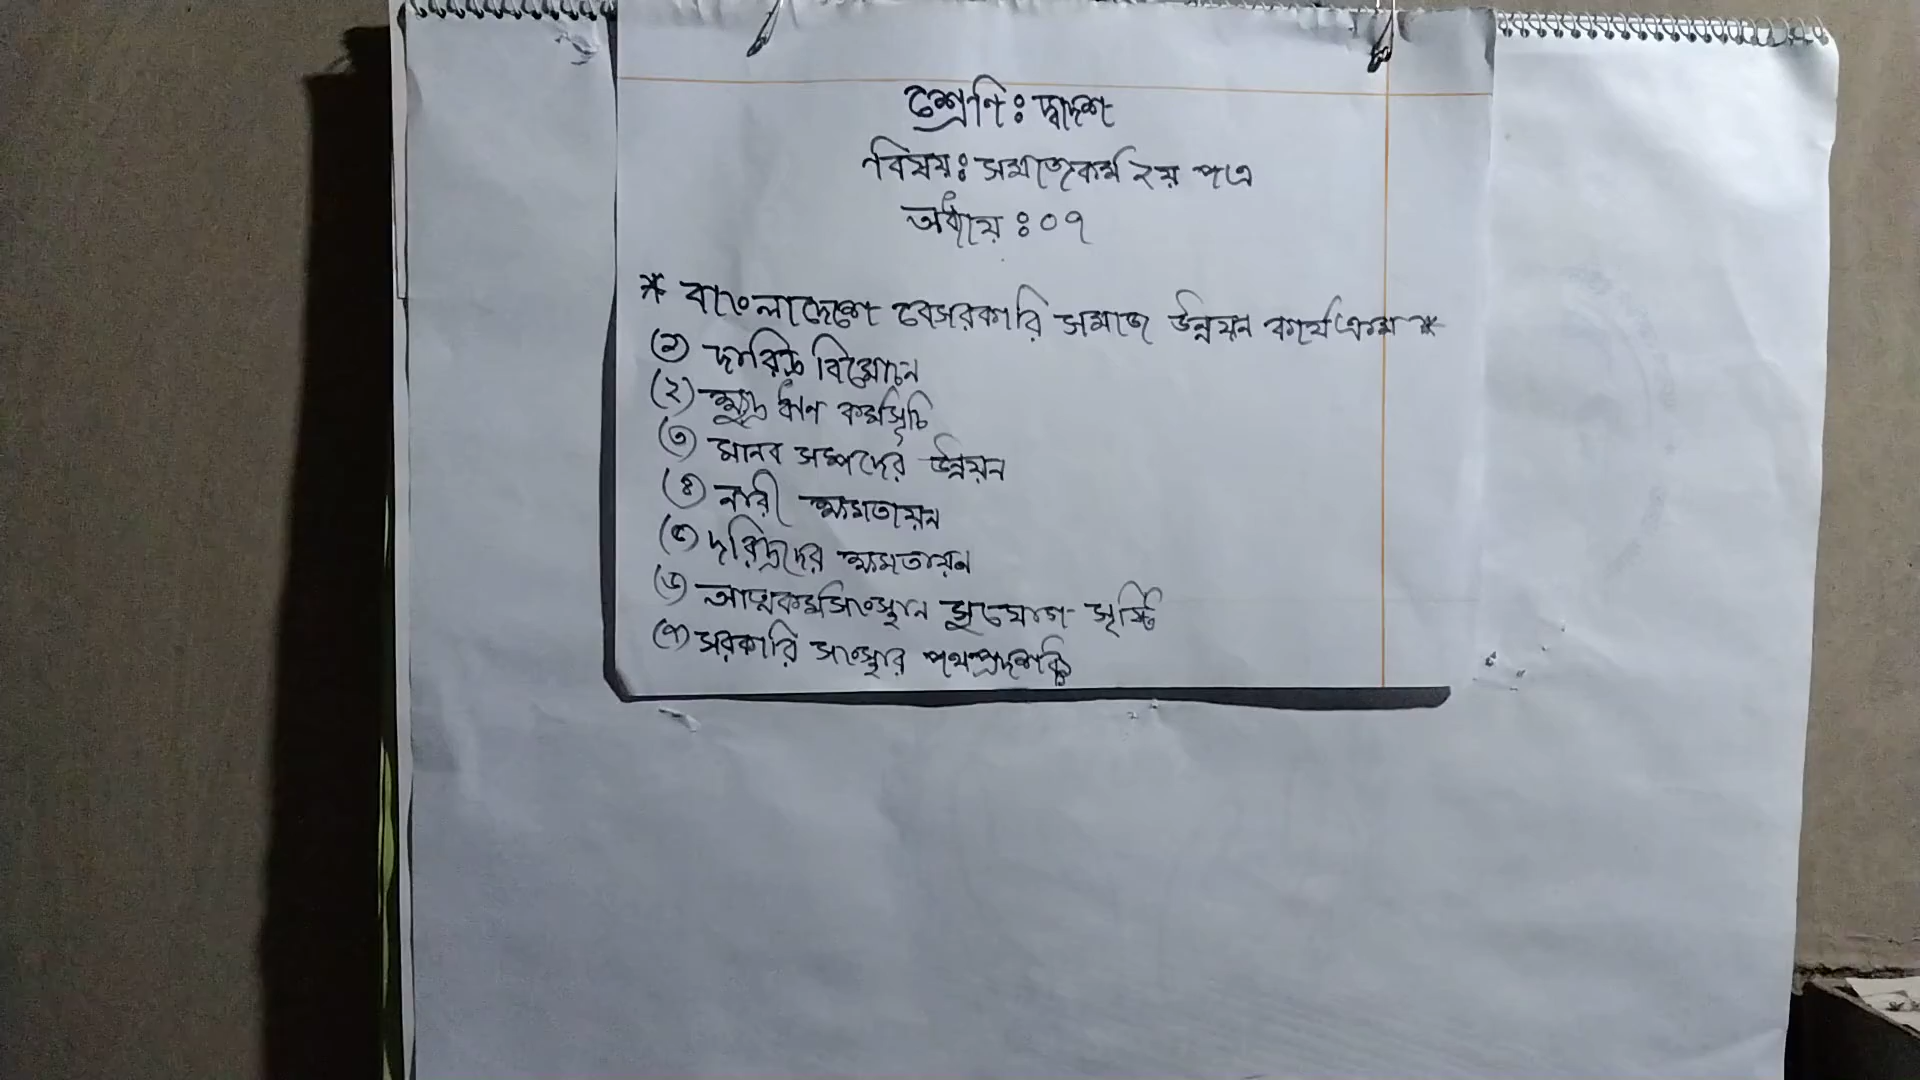 শ্রেণি ঃ দ্বাদশ
বিষয় ঃ সমাজকর্ম ২য় পত্র
অধ্যায় ঃ ০৭
* বাংলাদেশে বেসরকারি সমাজ উন্নয়ন কার্যক্রম *
(১) দারিদ্র বিমোচন
(২) ক্ষুদ্র ঋণ কর্মসূচি
(৩) মানব সম্পদের উন্নয়ন
(৪) নারী ক্ষমতায়ন
(৫) দরিদ্রদের ক্ষমতায়ন
(৬) আত্মকর্মসংস্থান সুযোগ সৃষ্টি
(৭) সরকারি সংস্থার পথপ্রদর্শক